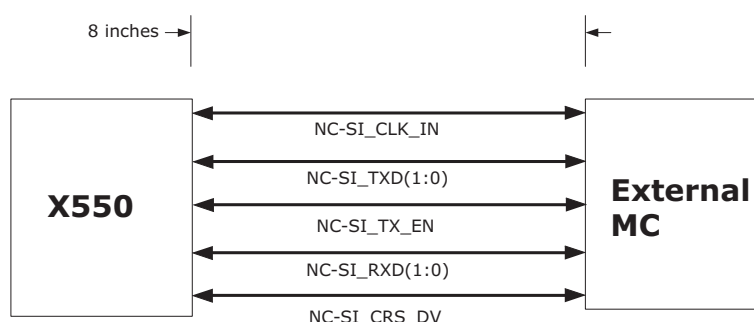 8 inches
NC-SI_CLK_IN
NC-SI_TXD(1:0)
X550
NC-SI_TX_EN
External
MC
NC-SI_RXD(1:0)
NC-SI_CRS_DV